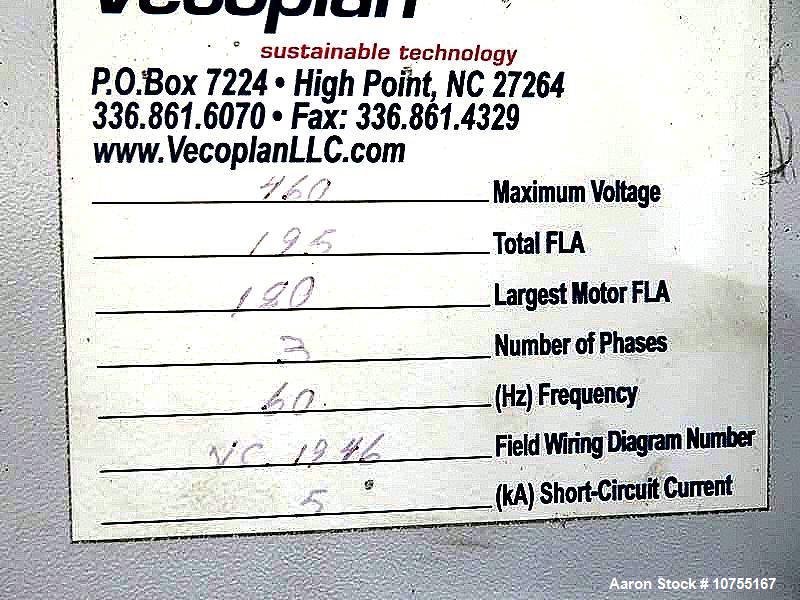 Vecoplan
sustainable technology
P.O.Box 7224 • High Point, NC 27264
336.861.6070 • Fax: 336.861.4329
www.VecoplanLLC.com
460 Maximum Voltage
195 Total FLA
180 Largest Motor FLA
3 Number of Phases
60 (Hz) Frequency
VC 1946 Field Wiring Diagram Number
5 (kA) Short-Circuit Current
Aaron Stock # 10755167